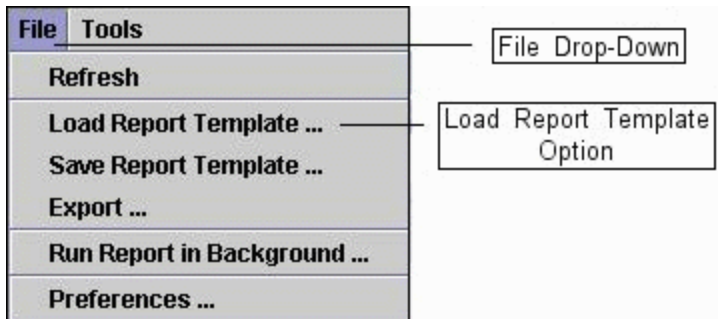 File Tools
File Drop-Down
Refresh
Load Report Template ...
Load Report Template
Option
Save Report Template ...
Export ...
Run Report in Background ...
Preferences ...